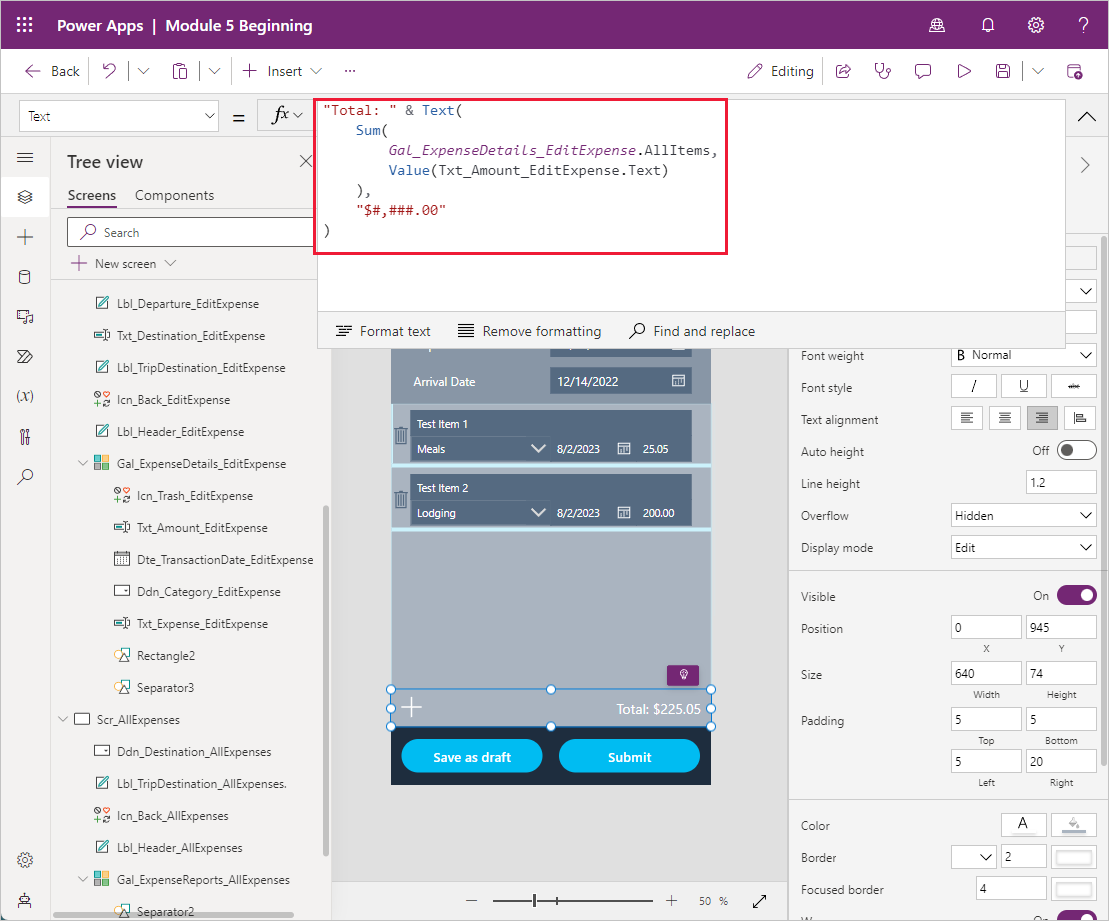 Power Apps | Module 5 Beginning
?
Back
Insert
...
Editing
Text
=
fx
"Total: " & Text(
Sum(
Gal_ExpenseDetails_EditExpense.AllItems,
Value(Txt_Amount_EditExpense.Text)
),
"$#,###.00"
)
Format text
Remove formatting
Find and replace
Tree view
Screens
Components
Search
New screen
Lbl_Departure_EditExpense
Txt_Destination_EditExpense
Lbl_TripDestination_EditExpense
Icn_Back_EditExpense
(x)
Lbl_Header_EditExpense
Gal_ExpenseDetails_EditExpense
Icn_Trash_EditExpense
Txt_Amount_EditExpense
Dte_TransactionDate_EditExpense
Ddn_Category_EditExpense
Txt_Expense_EditExpense
Rectangle2
Separator3
Scr_AllExpenses
Ddn_Destination_AllExpenses
Lbl_TripDestination_AllExpenses.
Icn_Back_AllExpenses
Lbl_Header_AllExpenses
Gal_ExpenseReports_AllExpenses
Separator2
Arrival Date
12/14/2022
Test Item 1
Meals
8/2/2023
25.05
Test Item 2
Lodging
8/2/2023
200.00
Total: $225.05
Save as draft
Submit
50 %
Font weight
B Normal
Font style
/ U abc
Text alignment
Auto height
Off
Line height
1.2
Overflow
Hidden
Display mode
Edit
Visible
On
Position
0
945
X
Y
Size
640
74
Width
Height
Padding
5
5
Top
Bottom
5
20
Left
Right
Color
A
Border
2
Focused border
4